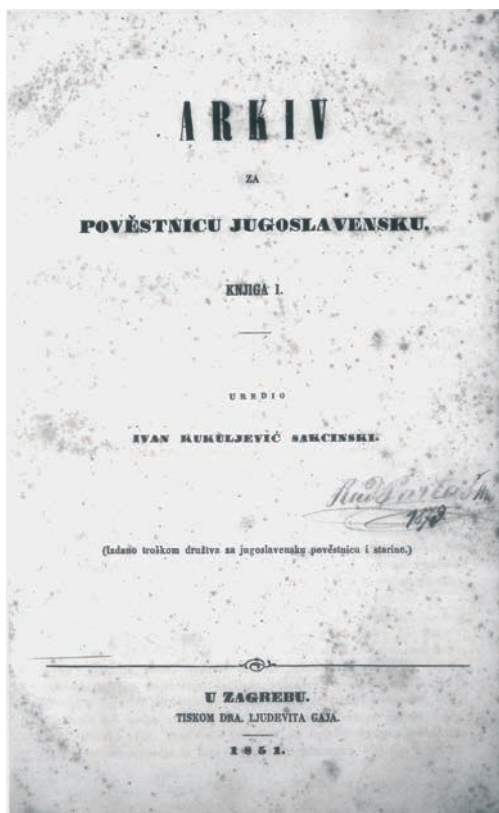 ARKIV
ZA
POVĚSTNICU JUGOSLAVENSKU.
KNJIGA I.
UREDIO
IVAN KUKULJEVIĆ SAKCINSKI.
(Izdano troškom družtva za jugoslavensku pověstnicu i starine.)
U ZAGREBU.
TISKOM DRA. LJUDEVITA GAJA.
1851.